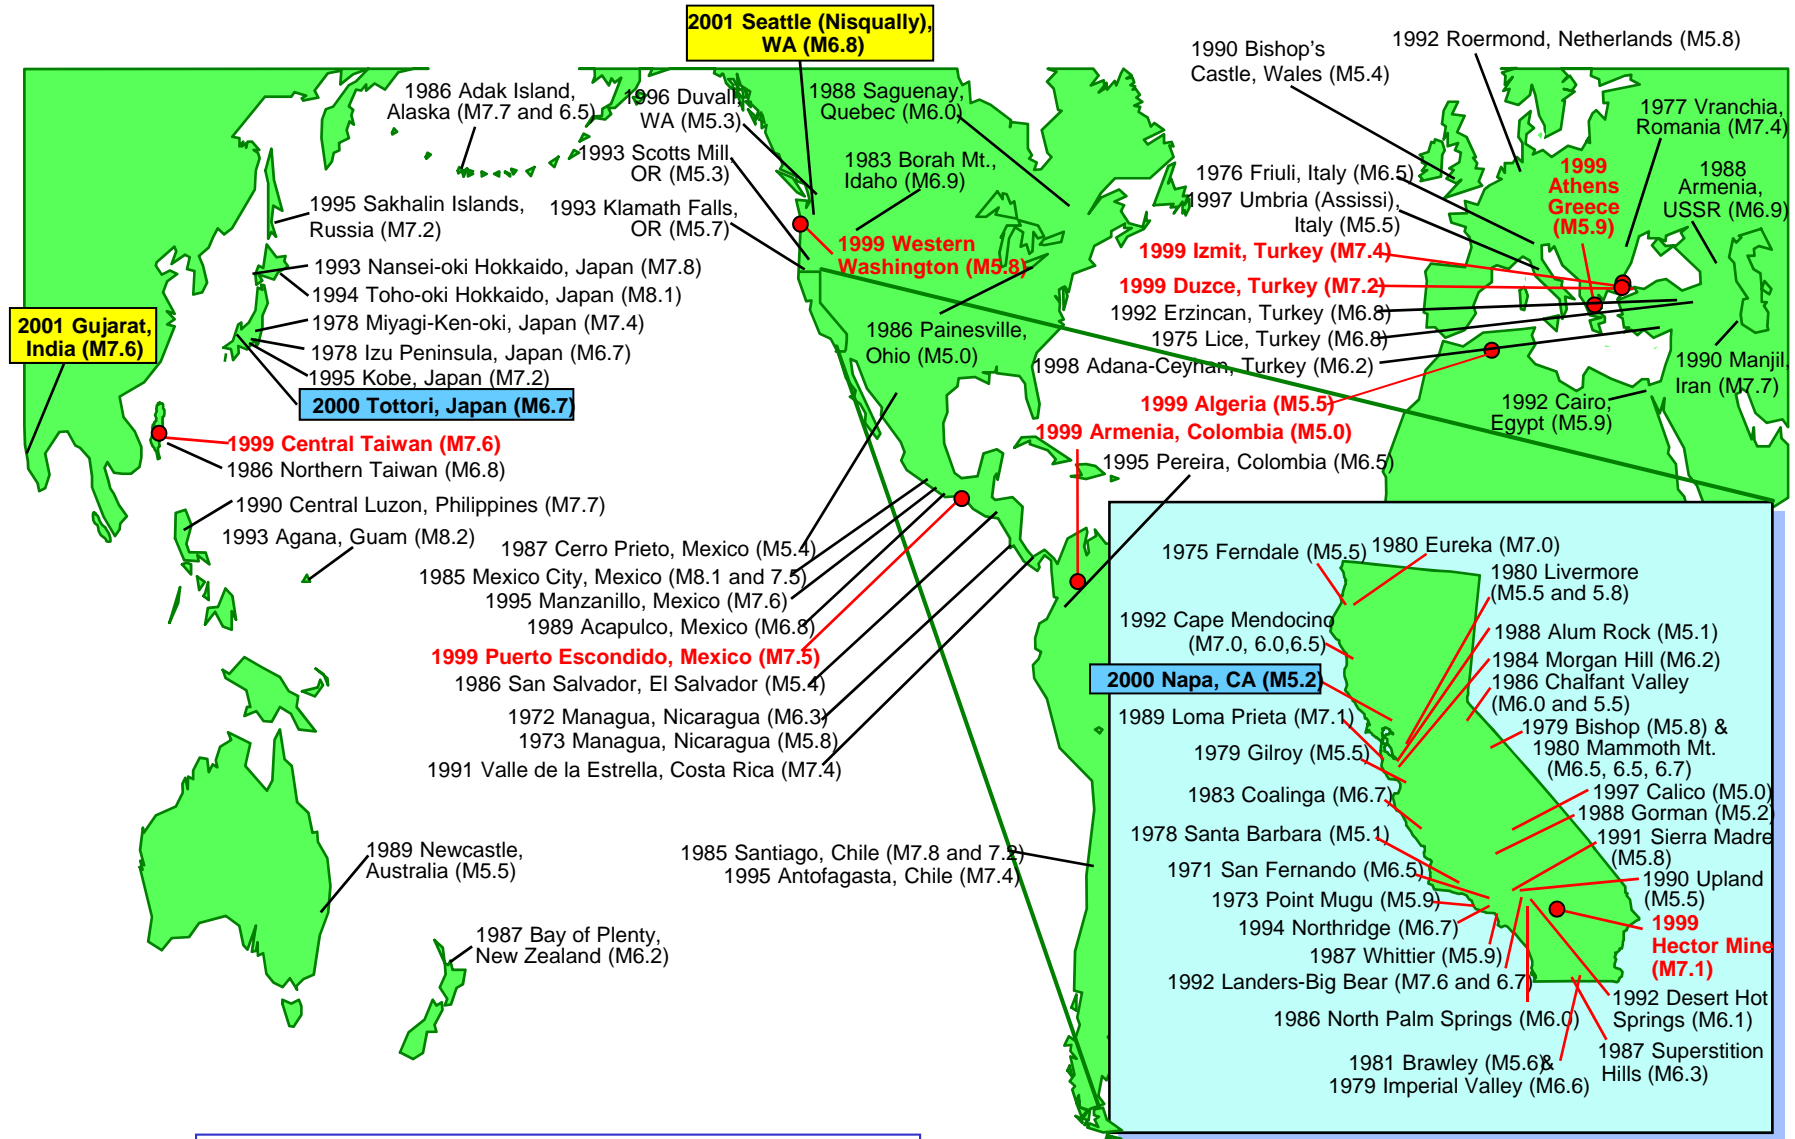 2001 Seattle (Nisqually),
WA (M6.8)
1986 Adak Island,
Alaska (M7.7 and 6.5)
1996 Duvall,
WA (M5.3)
1988 Saguenay,
Quebec (M6.0)
1990 Bishop's
Castle, Wales (M5.4)
1992 Roermond, Netherlands (M5.8)
1977 Vranchia,
Romania (M7.4)
1993 Scotts Mill,
OR (M5.3)
1983 Borah Mt.,
Idaho (M6.9)
1976 Friuli, Italy (M6.5)
1997 Umbria (Assissi),
Italy (M5.5)
1999
Athens
Greece
(M5.9)
1988
Armenia,
USSR (M6.9)
1995 Sakhalin Islands,
Russia (M7.2)
1993 Klamath Falls,
OR (M5.7)
1999 Western
Washington (M5.8)
1999 Izmit, Turkey (M7.4)
1999 Duzce, Turkey (M7.2)
1992 Erzincan, Turkey (M6.8)
1975 Lice, Turkey (M6.8)
1998 Adana-Ceyhan, Turkey (M6.2)
1990 Manjil,
Iran (M7.7)
1993 Nansei-oki Hokkaido, Japan (M7.8)
1994 Toho-oki Hokkaido, Japan (M8.1)
1978 Miyagi-Ken-oki, Japan (M7.4)
1978 Izu Peninsula, Japan (M6.7)
1995 Kobe, Japan (M7.2)
2000 Tottori, Japan (M6.7)
2001 Gujarat,
India (M7.6)
1986 Painesville,
Ohio (M5.0)
1999 Algeria (M5.5)
1992 Cairo,
Egypt (M5.9)
1999 Armenia, Colombia (M5.0)
1995 Pereira, Colombia (M6.5)
1999 Central Taiwan (M7.6)
1986 Northern Taiwan (M6.8)
1990 Central Luzon, Philippines (M7.7)
1993 Agana, Guam (M8.2)
1987 Cerro Prieto, Mexico (M5.4)
1985 Mexico City, Mexico (M8.1 and 7.5)
1995 Manzanillo, Mexico (M7.6)
1989 Acapulco, Mexico (M6.8)
1999 Puerto Escondido, Mexico (M7.5)
1986 San Salvador, El Salvador (M5.4)
1972 Managua, Nicaragua (M6.3)
1973 Managua, Nicaragua (M5.8)
1991 Valle de la Estrella, Costa Rica (M7.4)
1985 Santiago, Chile (M7.8 and 7.2)
1995 Antofagasta, Chile (M7.4)
1989 Newcastle,
Australia (M5.5)
1987 Bay of Plenty,
New Zealand (M6.2)
1975 Ferndale (M5.5)
1980 Eureka (M7.0)
1980 Livermore
(M5.5 and 5.8)
1992 Cape Mendocino
(M7.0, 6.0,6.5)
1988 Alum Rock (M5.1)
1984 Morgan Hill (M6.2)
1986 Chalfant Valley
(M6.0 and 5.5)
2000 Napa, CA (M5.2)
1989 Loma Prieta (M7.1)
1979 Bishop (M5.8) &
1980 Mammoth Mt.
(M6.5, 6.5, 6.7)
1979 Gilroy (M5.5)
1983 Coalinga (M6.7)
1997 Calico (M5.0)
1988 Gorman (M5.2)
1978 Santa Barbara (M5.1)
1991 Sierra Madre
(M5.8)
1971 San Fernando (M6.5)
1990 Upland
(M5.5)
1973 Point Mugu (M5.9)
1994 Northridge (M6.7)
1999
Hector Mine
(M7.1)
1987 Whittier (M5.9)
1992 Landers-Big Bear (M7.6 and 6.7)
1992 Desert Hot
Springs (M6.1)
1986 North Palm Springs (M6.0)
1987 Superstition
Hills (M6.3)
1981 Brawley (M5.6)&
1979 Imperial Valley (M6.6)